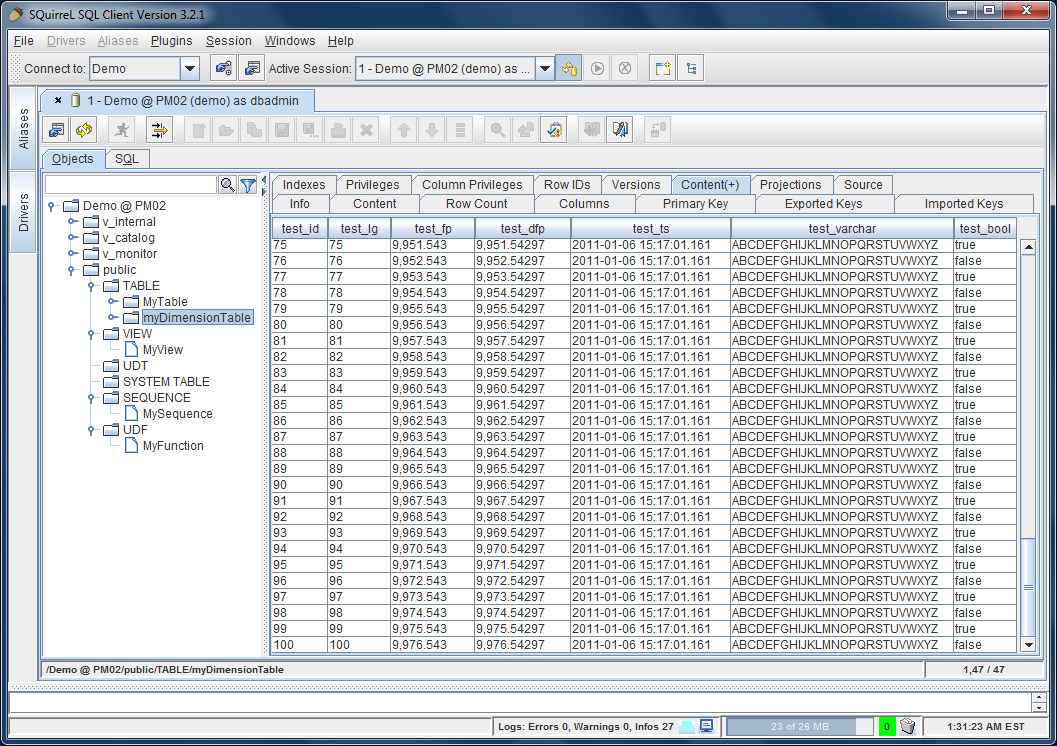 SQuirreL SQL Client Version 3.2.1
File Drivers Aliases Plugins Session Windows Help
Connect to: Demo Active Session: 1 - Demo @ PM02 (demo) as ...
Aliases
Drivers
1 - Demo @ PM02 (demo) as dbadmin
Objects SQL
Demo @ PM02
v_internal
v_catalog
v_monitor
public
TABLE
MyTable
myDimensionTable
VIEW
MyView
UDT
SYSTEM TABLE
SEQUENCE
MySequence
UDF
MyFunction
Indexes Privileges Column Privileges Row IDs Versions Content(+) Projections Source
Info Content Row Count Columns Primary Key Exported Keys Imported Keys
test_id test_lg test_fp test_dfp test_ts test_varchar test_bool
75 75 9,951.543 9,951.54297 2011-01-06 15:17:01.161 ABCDEFGHIJKLMNOPQRSTUVWXYZ true
76 76 9,952.543 9,952.54297 2011-01-06 15:17:01.161 ABCDEFGHIJKLMNOPQRSTUVWXYZ false
77 77 9,953.543 9,953.54297 2011-01-06 15:17:01.161 ABCDEFGHIJKLMNOPQRSTUVWXYZ true
78 78 9,954.543 9,954.54297 2011-01-06 15:17:01.161 ABCDEFGHIJKLMNOPQRSTUVWXYZ false
79 79 9,955.543 9,955.54297 2011-01-06 15:17:01.161 ABCDEFGHIJKLMNOPQRSTUVWXYZ true
80 80 9,956.543 9,956.54297 2011-01-06 15:17:01.161 ABCDEFGHIJKLMNOPQRSTUVWXYZ false
81 81 9,957.543 9,957.54297 2011-01-06 15:17:01.161 ABCDEFGHIJKLMNOPQRSTUVWXYZ true
82 82 9,958.543 9,958.54297 2011-01-06 15:17:01.161 ABCDEFGHIJKLMNOPQRSTUVWXYZ false
83 83 9,959.543 9,959.54297 2011-01-06 15:17:01.161 ABCDEFGHIJKLMNOPQRSTUVWXYZ true
84 84 9,960.543 9,960.54297 2011-01-06 15:17:01.161 ABCDEFGHIJKLMNOPQRSTUVWXYZ false
85 85 9,961.543 9,961.54297 2011-01-06 15:17:01.161 ABCDEFGHIJKLMNOPQRSTUVWXYZ true
86 86 9,962.543 9,962.54297 2011-01-06 15:17:01.161 ABCDEFGHIJKLMNOPQRSTUVWXYZ false
87 87 9,963.543 9,963.54297 2011-01-06 15:17:01.161 ABCDEFGHIJKLMNOPQRSTUVWXYZ true
88 88 9,964.543 9,964.54297 2011-01-06 15:17:01.161 ABCDEFGHIJKLMNOPQRSTUVWXYZ false
89 89 9,965.543 9,965.54297 2011-01-06 15:17:01.161 ABCDEFGHIJKLMNOPQRSTUVWXYZ true
90 90 9,966.543 9,966.54297 2011-01-06 15:17:01.161 ABCDEFGHIJKLMNOPQRSTUVWXYZ false
91 91 9,967.543 9,967.54297 2011-01-06 15:17:01.161 ABCDEFGHIJKLMNOPQRSTUVWXYZ true
92 92 9,968.543 9,968.54297 2011-01-06 15:17:01.161 ABCDEFGHIJKLMNOPQRSTUVWXYZ false
93 93 9,969.543 9,969.54297 2011-01-06 15:17:01.161 ABCDEFGHIJKLMNOPQRSTUVWXYZ true
94 94 9,970.543 9,970.54297 2011-01-06 15:17:01.161 ABCDEFGHIJKLMNOPQRSTUVWXYZ false
95 95 9,971.543 9,971.54297 2011-01-06 15:17:01.161 ABCDEFGHIJKLMNOPQRSTUVWXYZ true
96 96 9,972.543 9,972.54297 2011-01-06 15:17:01.161 ABCDEFGHIJKLMNOPQRSTUVWXYZ false
97 97 9,973.543 9,973.54297 2011-01-06 15:17:01.161 ABCDEFGHIJKLMNOPQRSTUVWXYZ true
98 98 9,974.543 9,974.54297 2011-01-06 15:17:01.161 ABCDEFGHIJKLMNOPQRSTUVWXYZ false
99 99 9,975.543 9,975.54297 2011-01-06 15:17:01.161 ABCDEFGHIJKLMNOPQRSTUVWXYZ true
100 100 9,976.543 9,976.54297 2011-01-06 15:17:01.161 ABCDEFGHIJKLMNOPQRSTUVWXYZ false
/Demo @ PM02/public/TABLE/myDimensionTable 1,47 / 47
Logs: Errors 0, Warnings 0, Infos 27 23 of 26 MB 0 1:31:23 AM EST